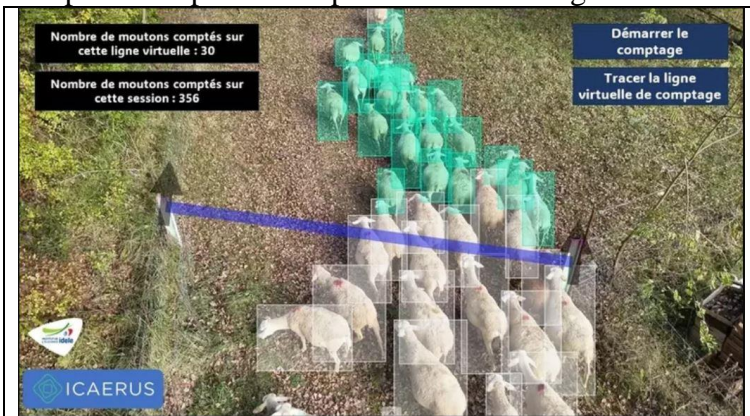 Nombre de moutons comptés sur
cette ligne virtuelle : 30
Nombre de moutons comptés sur
cette session : 356
Démarrer le
comptage
Tracer la ligne
virtuelle de comptage
idele
ICAERUS